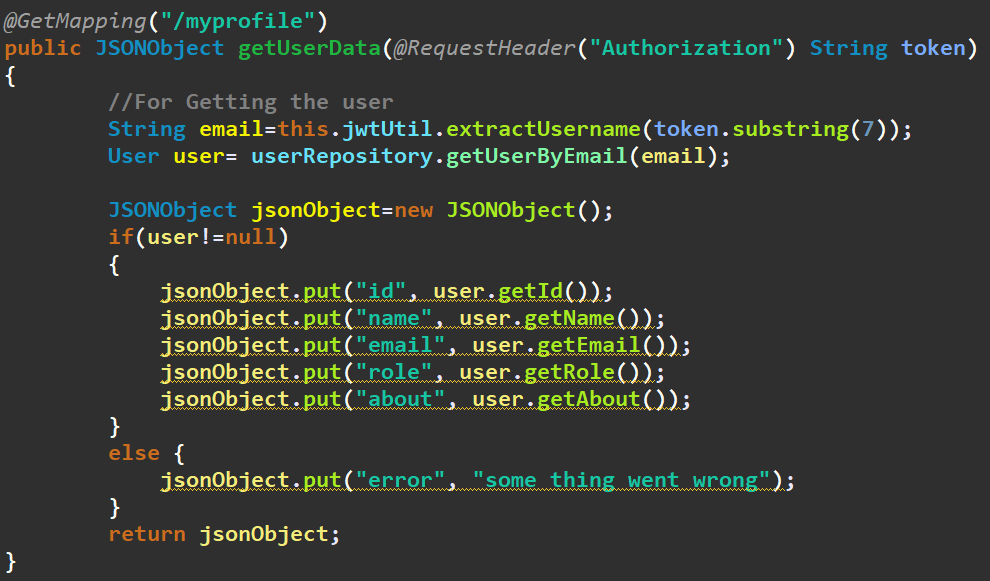 @GetMapping("/myprofile")
public JSONObject getUserData(@RequestHeader("Authorization") String token)
{
//For Getting the user
String email=this.jwtUtil.extractUsername(token.substring(7));
User user= userRepository.getUserByEmail(email);
JSONObject jsonObject=new JSONObject();
if(user!=null)
{
jsonObject.put("id", user.getId());
jsonObject.put("name", user.getName());
jsonObject.put("email", user.getEmail());
jsonObject.put("role", user.getRole());
jsonObject.put("about", user.getAbout());
}
else {
jsonObject.put("error", "some thing went wrong");
}
return jsonObject;
}